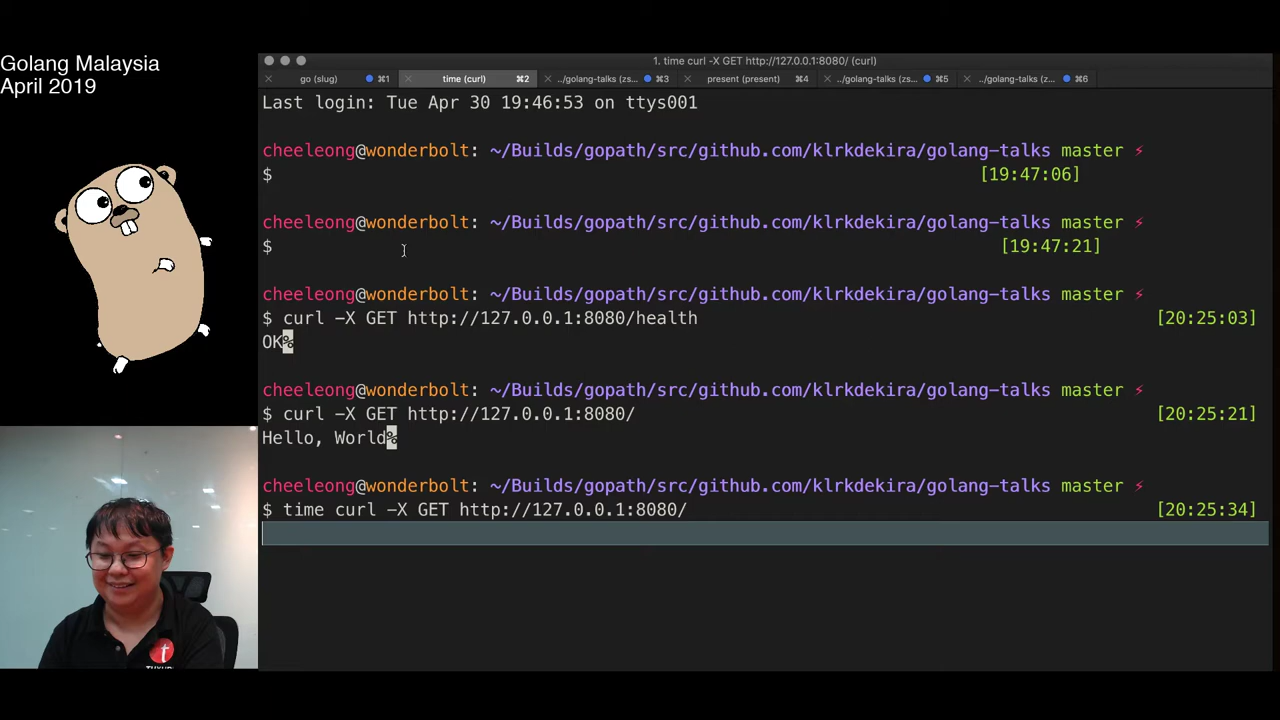 Golang Malaysia
April 2019
1. time curl -X GET http://127.0.0.1:8080/ (curl)
go (slug) ⌘1
time (curl) ⌘2
../golang-talks (zs... ⌘3
present (present) ⌘4
../golang-talks (zs... ⌘5
../golang-talks (z... ⌘6
Last login: Tue Apr 30 19:46:53 on ttys001
cheeleong@wonderbolt: ~/Builds/gopath/src/github.com/klrkdekira/golang-talks master ⚡
$ [19:47:06]
cheeleong@wonderbolt: ~/Builds/gopath/src/github.com/klrkdekira/golang-talks master ⚡
$ [19:47:21]
cheeleong@wonderbolt: ~/Builds/gopath/src/github.com/klrkdekira/golang-talks master ⚡
$ curl -X GET http://127.0.0.1:8080/health [20:25:03]
OK%
cheeleong@wonderbolt: ~/Builds/gopath/src/github.com/klrkdekira/golang-talks master ⚡
$ curl -X GET http://127.0.0.1:8080/ [20:25:21]
Hello, World%
cheeleong@wonderbolt: ~/Builds/gopath/src/github.com/klrkdekira/golang-talks master ⚡
$ time curl -X GET http://127.0.0.1:8080/ [20:25:34]
t